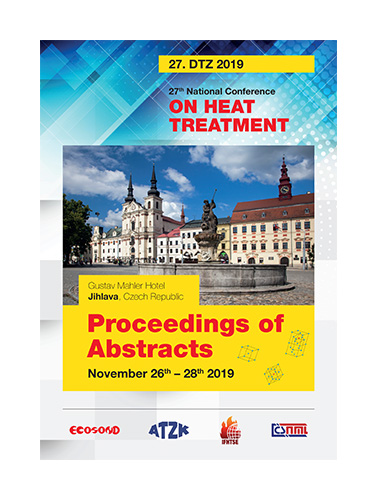 27. DTZ 2019
27th National Conference
ON HEAT
TREATMENT
Gustav Mahler Hotel
Jihlava, Czech Republic
Proceedings of
Abstracts
November 26th – 28th 2019
ECOSOND
ATZK
IFHTSE
CSNMT